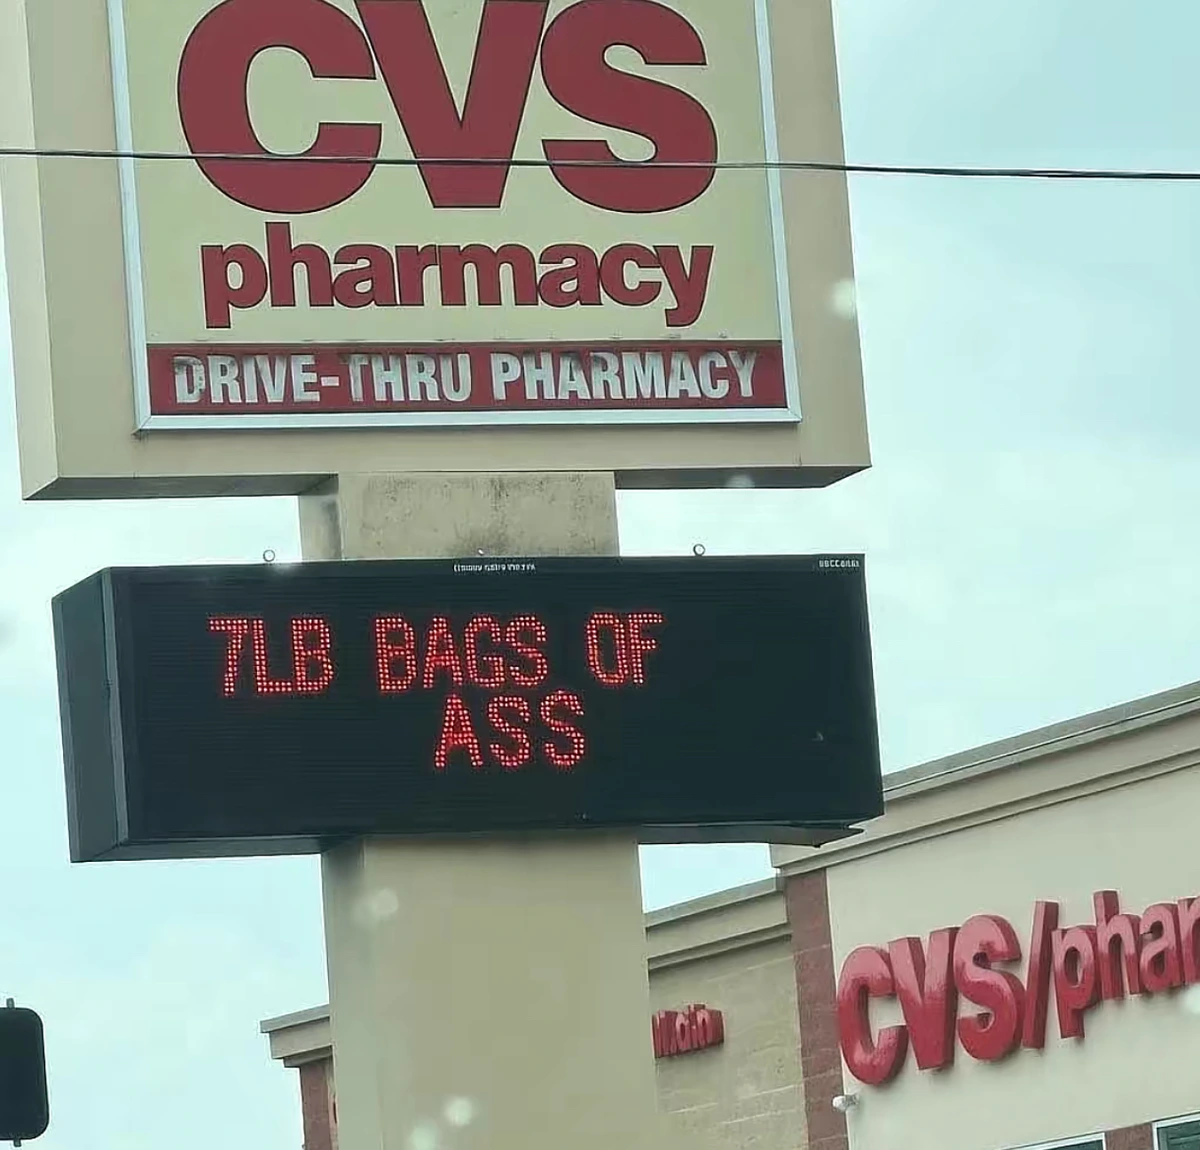 CVS
pharmacy
DRIVE-THRU PHARMACY
7LB BAGS OF
ASS
CVS/phar